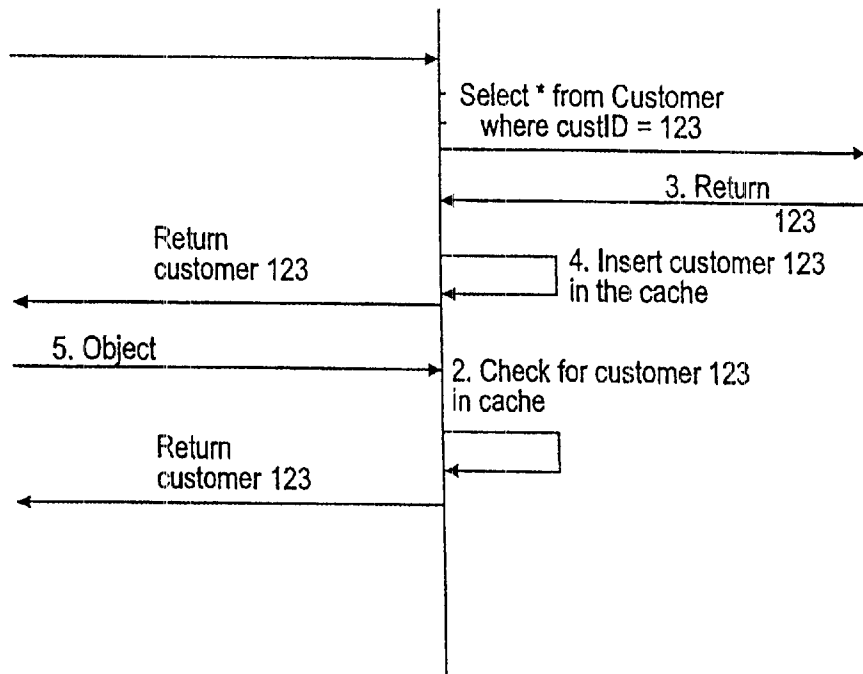 Select * from Customer
where custID = 123
3. Return
123
Return
customer 123
4. Insert customer 123
in the cache
5. Object
2. Check for customer 123
in cache
Return
customer 123